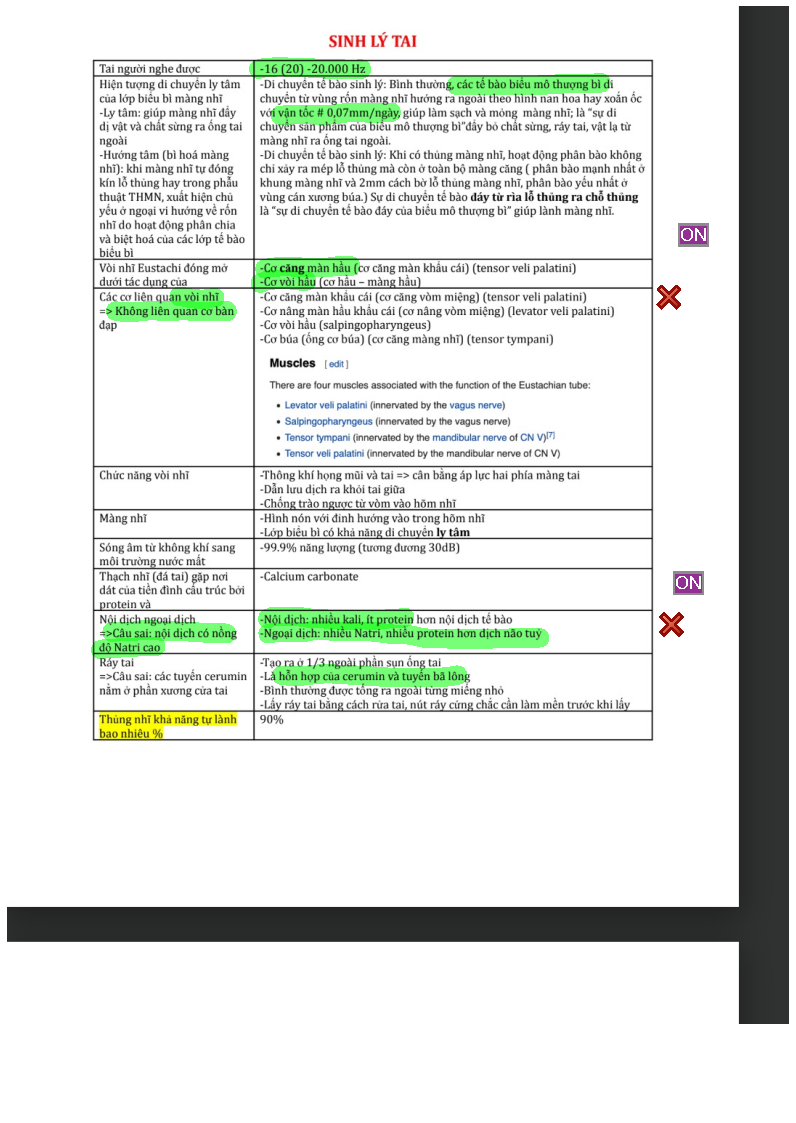 SINH LÝ TAI
Tai người nghe được
-16 (20) -20.000 Hz
Hiện tượng di chuyển ly tâm
của lớp biểu bì màng nhĩ
-Ly tâm: giúp màng nhĩ đẩy
dị vật và chất sừng ra ống tai
ngoài
-Hướng tâm (bì hoá màng
nhĩ): khi màng nhĩ tự đóng
kín lỗ thủng hay trong phẫu
thuật THMN, xuất hiện chủ
yếu ở ngoại vi hướng về rốn
nhĩ do hoạt động phân chia
và biệt hoá của các lớp tế bào
biểu bì
-Di chuyển tế bào sinh lý: Bình thường, các tế bào biểu mô thượng bì di
chuyển từ vùng rốn màng nhĩ hướng ra ngoài theo hình nan hoa hay xoắn ốc
với vận tốc # 0,07mm/ngày, giúp làm sạch và mỏng màng nhĩ; là "sự di
chuyển sản phẩm của biểu mô thượng bì"đẩy bỏ chất sừng, ráy tai, vật lạ từ
màng nhĩ ra ống tai ngoài.
-Di chuyển tế bào sinh lý: Khi có thủng màng nhĩ, hoạt động phân bào không
chỉ xảy ra mép lỗ thủng mà còn ở toàn bộ màng căng ( phân bào mạnh nhất ở
khung màng nhĩ và 2mm cách bờ lỗ thủng màng nhĩ, phân bào yếu nhất ở
vùng cán xương búa.) Sự di chuyển tế bào đáy từ rìa lỗ thủng ra chỗ thủng
là "sự di chuyển tế bào đáy của biểu mô thượng bì" giúp lành màng nhĩ.
ON
Vòi nhĩ Eustachi đóng mở
dưới tác dụng của
-Cơ căng màn hầu (cơ căng màn khẩu cái) (tensor veli palatini)
-Cơ vòi hầu (cơ hầu – màng hầu)
Các cơ liên quan vòi nhĩ
=> Không liên quan cơ bàn
đạp
-Cơ căng màn khẩu cái (cơ căng vòm miệng) (tensor veli palatini)
-Cơ nâng màn hầu khẩu cái (cơ nâng vòm miệng) (levator veli palatini)
-Cơ vòi hầu (salpingopharyngeus)
-Cơ búa (ống cơ búa) (cơ căng màng nhĩ) (tensor tympani)
Muscles [ edit ]
There are four muscles associated with the function of the Eustachian tube:
• Levator veli palatini (innervated by the vagus nerve)
• Salpingopharyngeus (innervated by the vagus nerve)
• Tensor tympani (innervated by the mandibular nerve of CN V)[7]
• Tensor veli palatini (innervated by the mandibular nerve of CN V)
Chức năng vòi nhĩ
-Thông khí họng mũi và tai => cân bằng áp lực hai phía màng tai
-Dẫn lưu dịch ra khỏi tai giữa
-Chống trào ngược từ vòm vào hõm nhĩ
Màng nhĩ
-Hình nón với đỉnh hướng vào trong hõm nhĩ
-Lớp biểu bì có khả năng di chuyển ly tâm
Sóng âm từ không khí sang
môi trường nước mất
-99.9% năng lượng (tương đương 30dB)
Thạch nhĩ (đá tai) gặp nơi
dát của tiền đình cấu trúc bởi
protein và
-Calcium carbonate
ON
Nội dịch ngoại dịch
=>Câu sai: nội dịch có nồng
độ Natri cao
-Nội dịch: nhiều kali, ít protein hơn nội dịch tế bào
-Ngoại dịch: nhiều Natri, nhiều protein hơn dịch não tuỷ
Ráy tai
=>Câu sai: các tuyến cerumin
nằm ở phần xương cửa tai
-Tạo ra ở 1/3 ngoài phần sụn ống tai
-Là hỗn hợp của cerumin và tuyến bã lông
-Bình thường được tống ra ngoài từng miếng nhỏ
-Lấy ráy tai bằng cách rửa tai, nút ráy cứng chắc cần làm mềm trước khi lấy
Thủng nhĩ khả năng tự lành
bao nhiêu %
90%